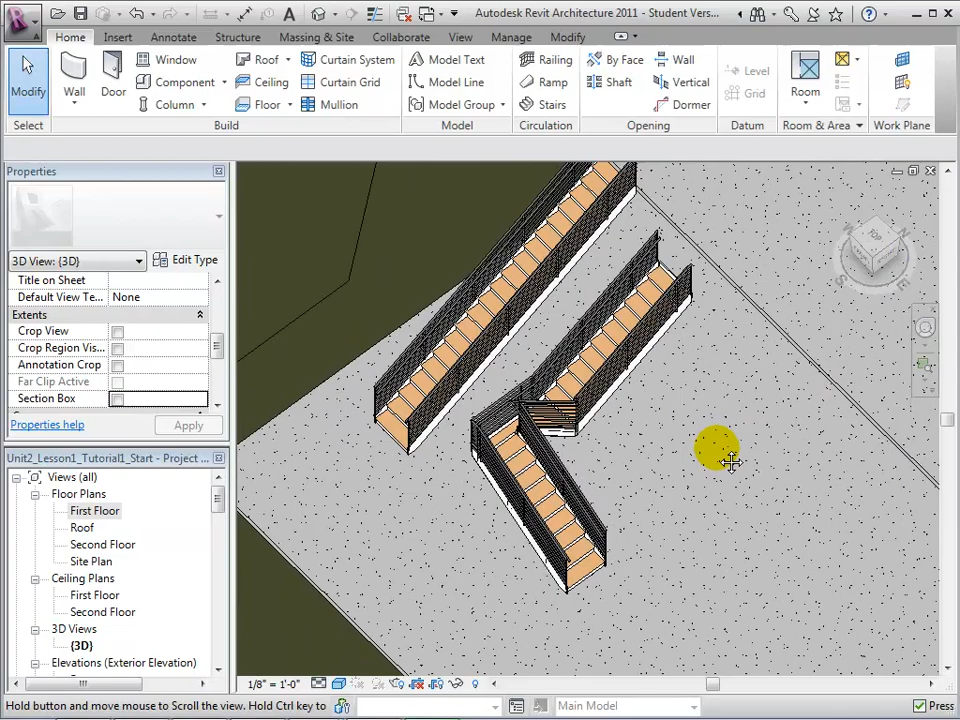 Autodesk Revit Architecture 2011 - Student Vers...
Home Insert Annotate Structure Massing & Site Collaborate View Manage Modify
Modify Wall Door Window Component Column Roof Ceiling Floor Curtain System Curtain Grid Mullion Model Text Model Line Model Group Railing Ramp Stairs By Face Shaft Wall Vertical Dormer Level Grid Room
Select Build Model Circulation Opening Datum Room & Area Work Plane
Properties
3D View: {3D} Edit Type
Title on Sheet
Default View Te... None
Extents
Crop View
Crop Region Vis...
Annotation Crop
Far Clip Active
Section Box
Properties help Apply
Unit2_Lesson1_Tutorial1_Start - Project ...
Views (all)
Floor Plans
First Floor
Roof
Second Floor
Site Plan
Ceiling Plans
First Floor
Second Floor
3D Views
{3D}
Elevations (Exterior Elevation)
TOP
1/8" = 1'-0"
Hold button and move mouse to Scroll the view. Hold Ctrl key to
Main Model
Press